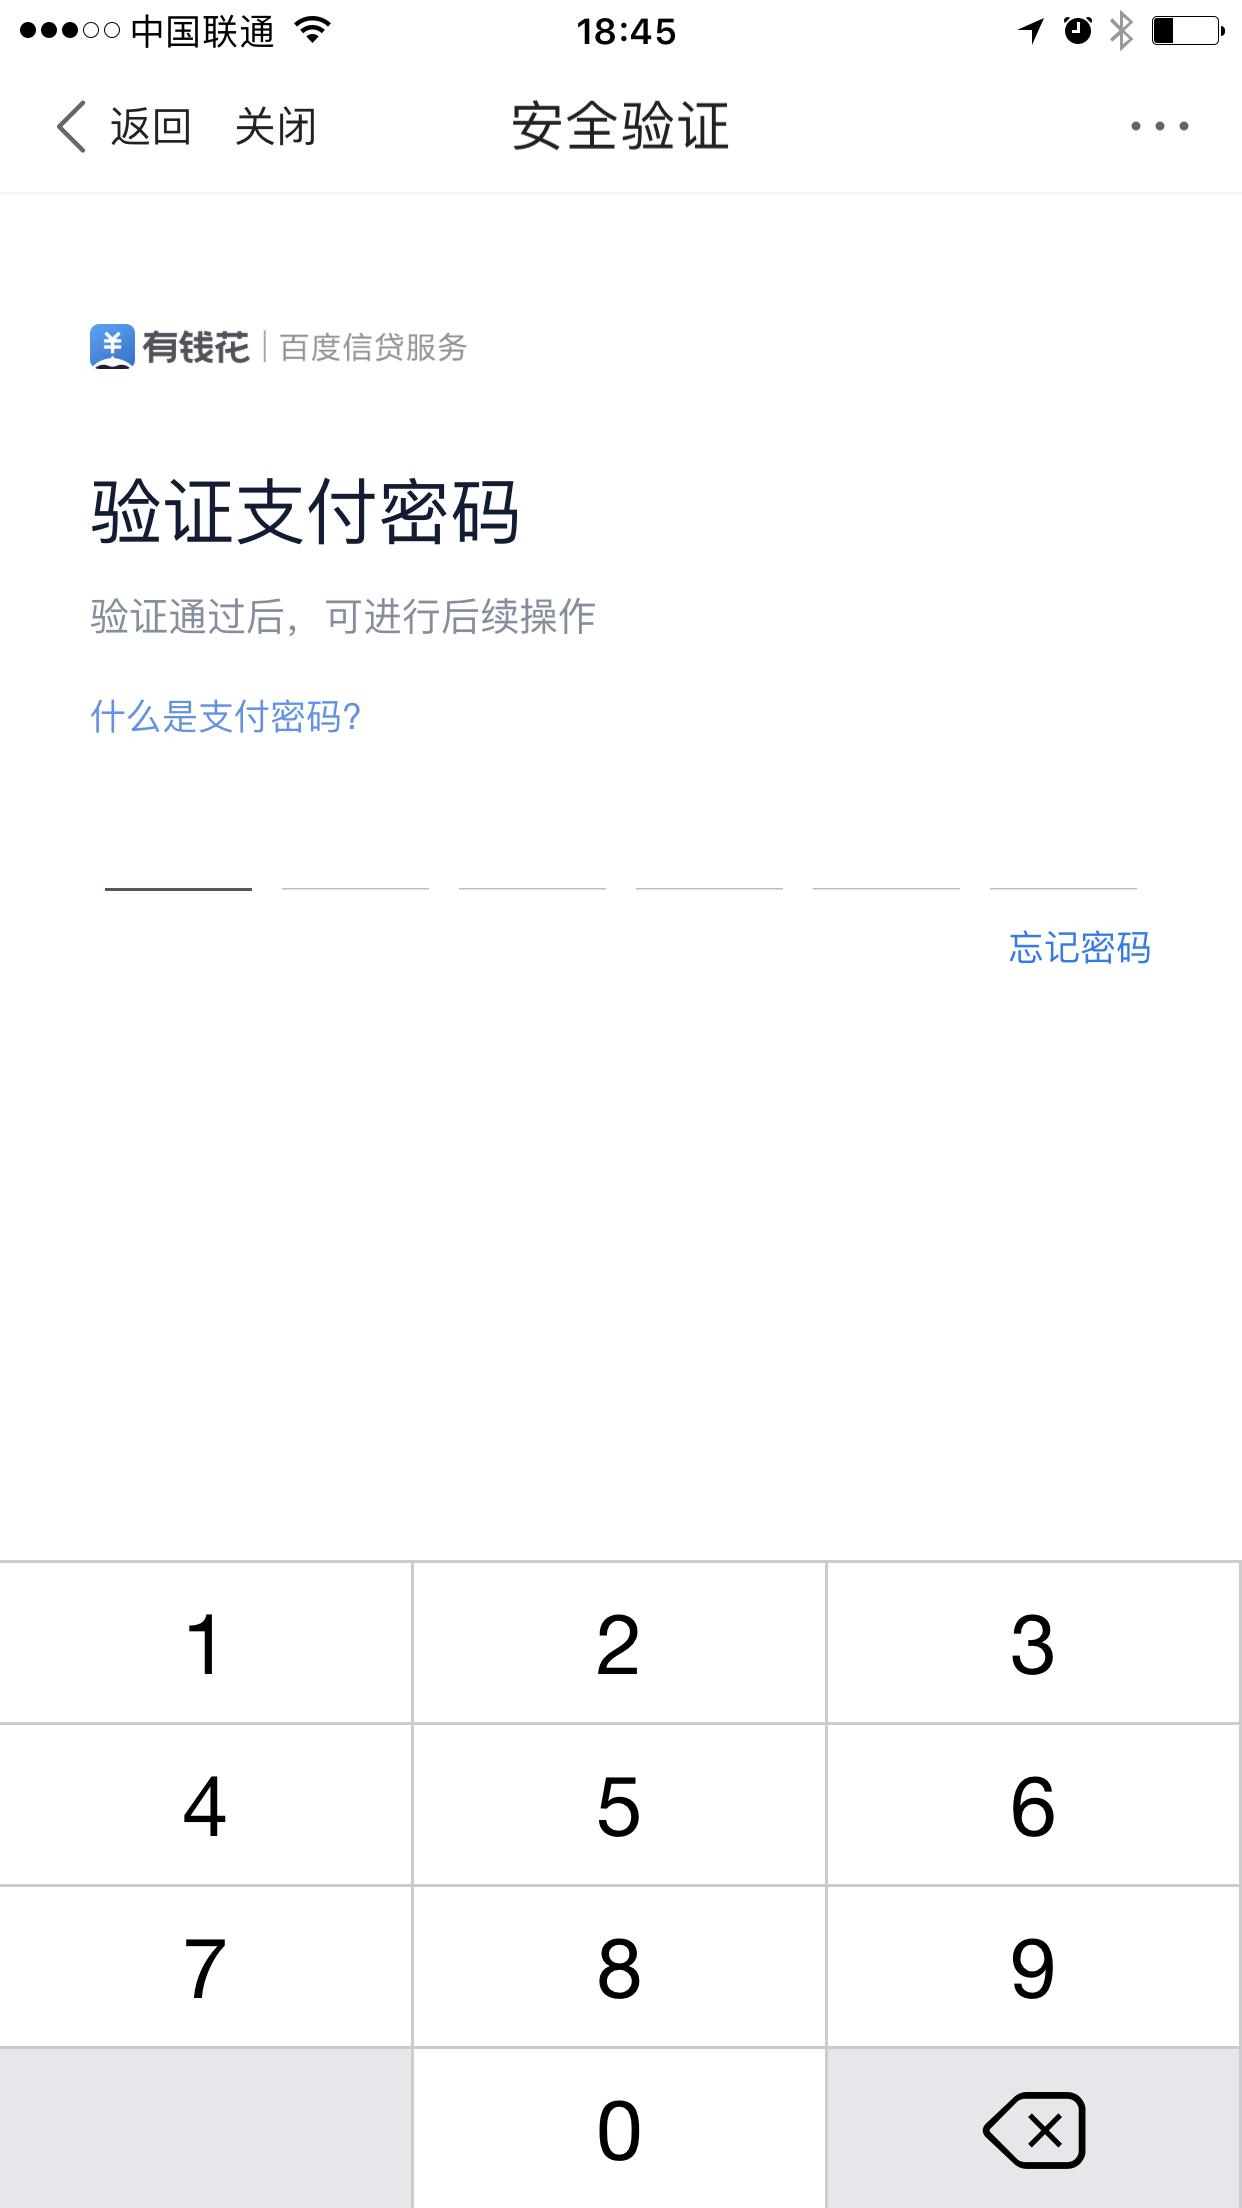 中国联通 18:45
返回 关闭 安全验证
有钱花 | 百度信贷服务
验证支付密码
验证通过后，可进行后续操作
什么是支付密码?
忘记密码
1 2 3
4 5 6
7 8 9
0